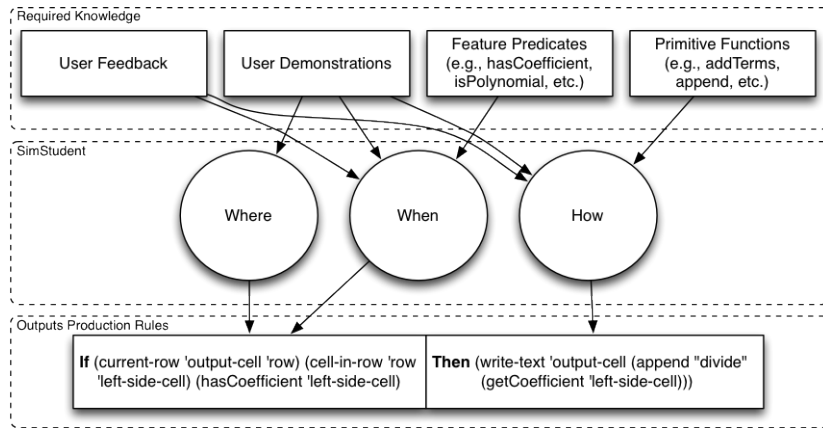 Required Knowledge
User Feedback
User Demonstrations
Feature Predicates
(e.g., hasCoefficient,
isPolynomial, etc.)
Primitive Functions
(e.g., addTerms,
append, etc.)
SimStudent
Where
When
How
Outputs Production Rules
If (current-row 'output-cell 'row) (cell-in-row 'row
'left-side-cell) (hasCoefficient 'left-side-cell)
Then (write-text 'output-cell (append "divide"
(getCoefficient 'left-side-cell)))